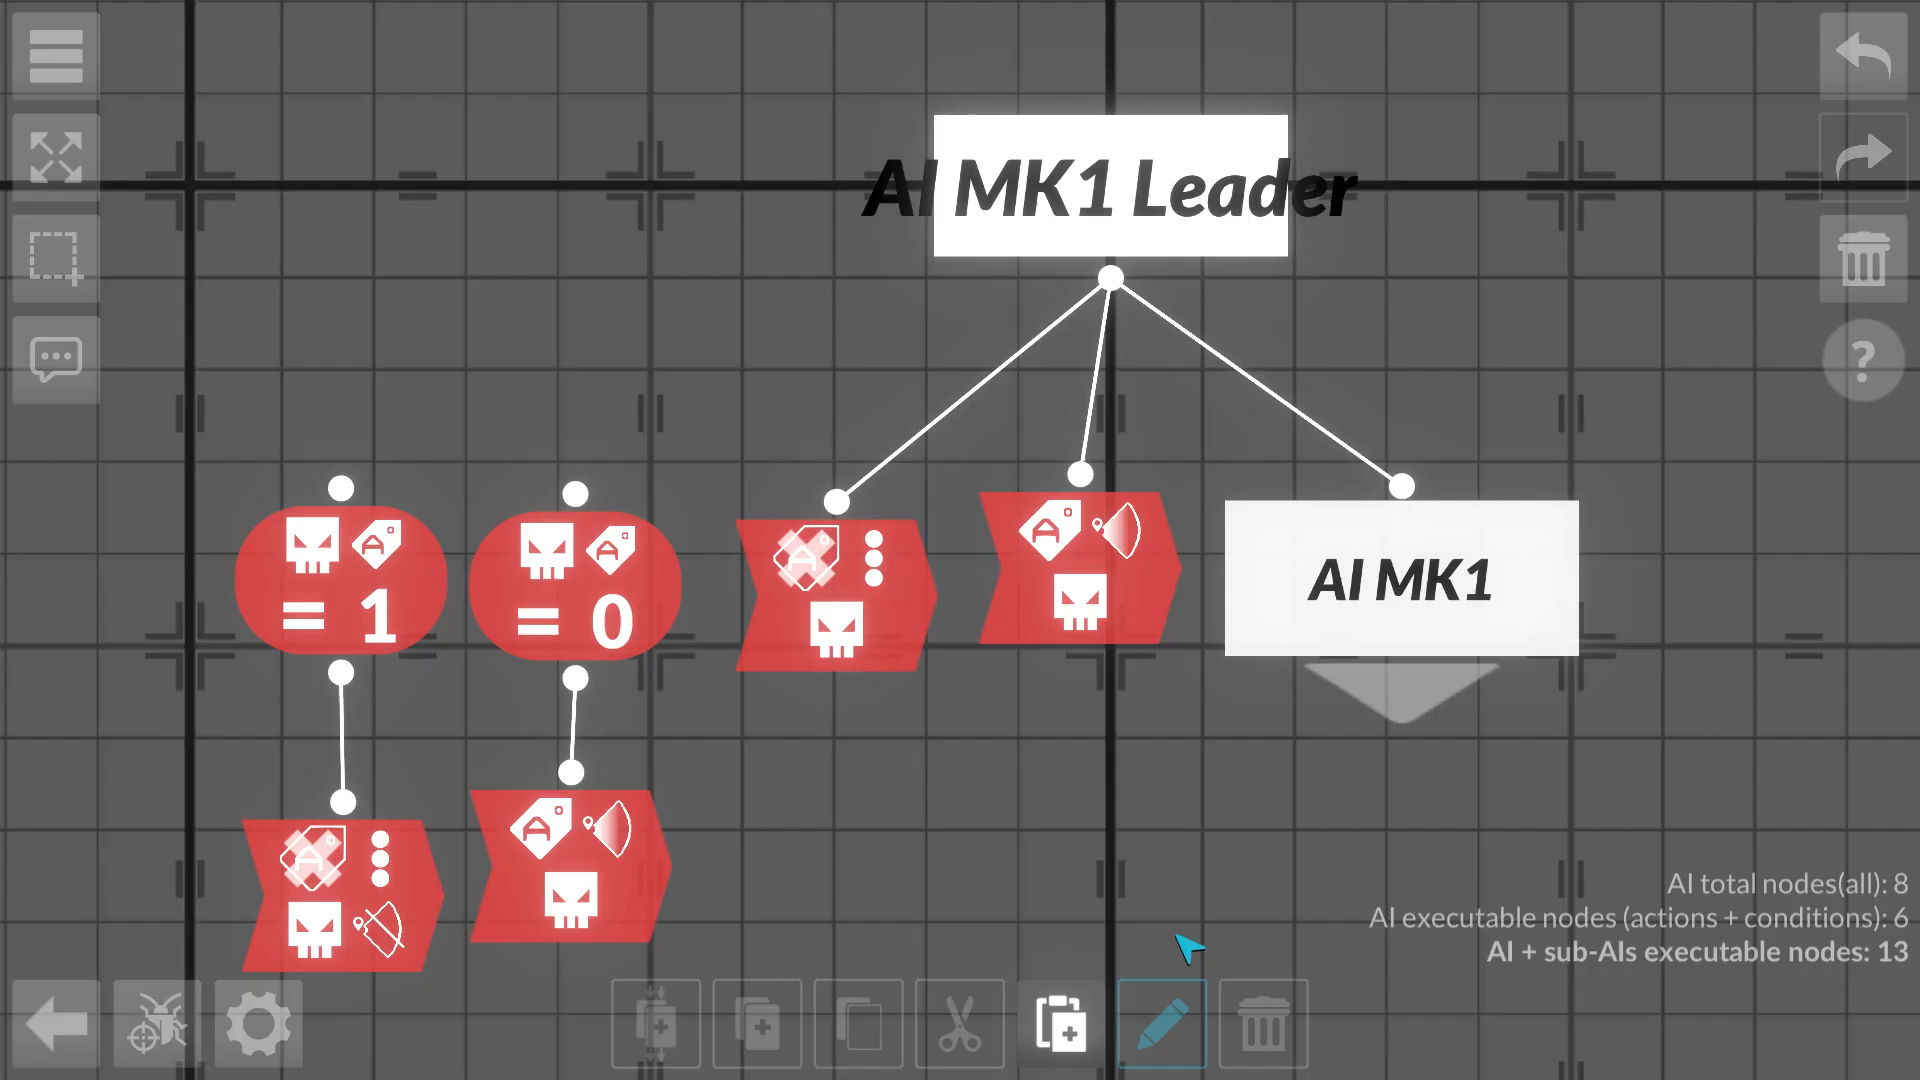 AI MK1 Leader
?
A
= 1
A
= 0
A
A
AI MK1
A
A
AI total nodes(all): 8
AI executable nodes (actions + conditions): 6
AI + sub-AIs executable nodes: 13